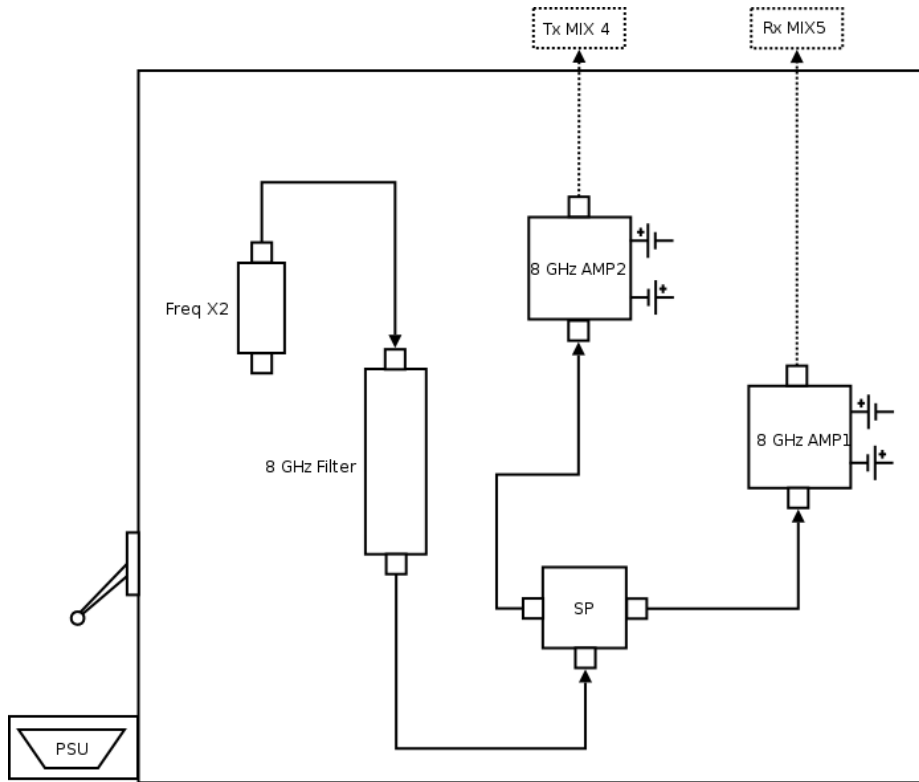 Tx MIX 4
Rx MIX5
8 GHz AMP2
Freq X2
8 GHz AMP1
8 GHz Filter
SP
PSU
+
+
+
+